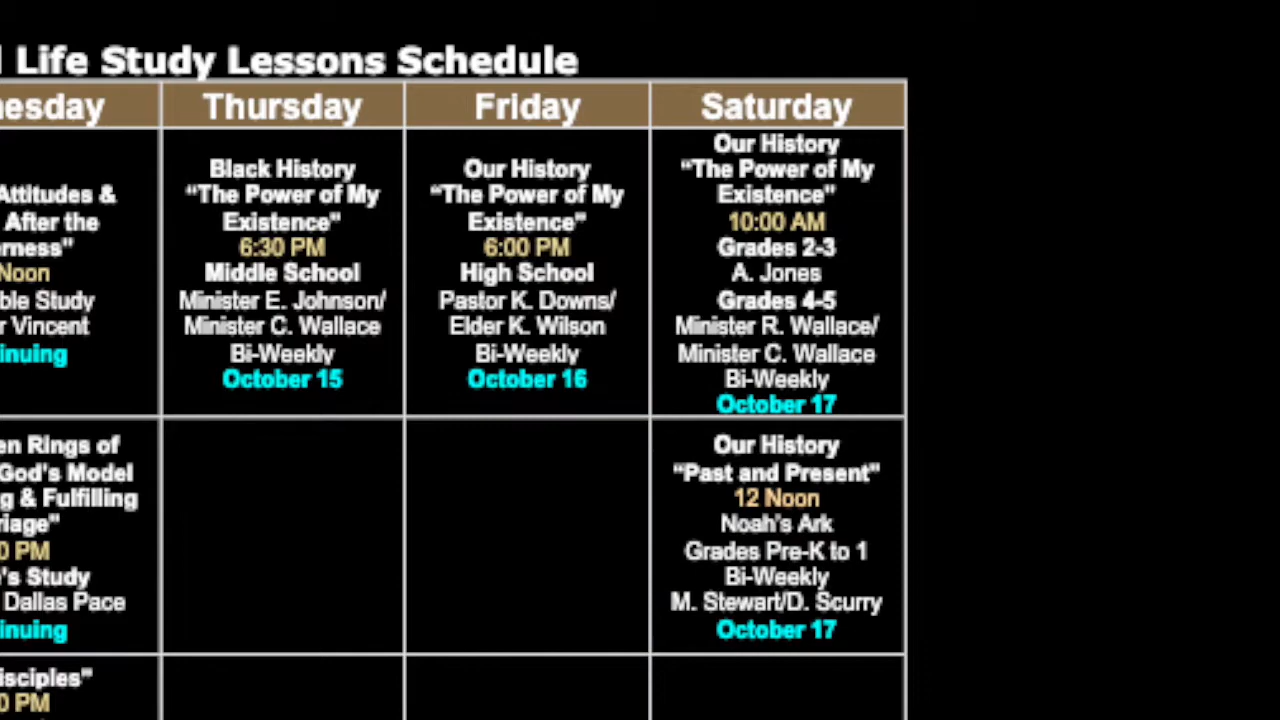 Life Study Lessons Schedule
Thursday
Friday
Saturday
Attitudes &
After the
Noon
Study
Vincent
Black History
“The Power of My
Existence”
6:30 PM
Middle School
Minister E. Johnson/
Minister C. Wallace
Bi-Weekly
October 15
Our History
“The Power of My
Existence”
6:00 PM
High School
Pastor K. Downs/
Elder K. Wilson
Bi-Weekly
October 16
Our History
“The Power of My
Existence”
10:00 AM
Grades 2-3
A. Jones
Grades 4-5
Minister R. Wallace/
Minister C. Wallace
Bi-Weekly
October 17
Rings of
God's Model
& Fulfilling
PM
Study
Dallas Pace
Our History
“Past and Present”
12 Noon
Noah's Ark
Grades Pre-K to 1
Bi-Weekly
M. Stewart/D. Scurry
October 17
PM